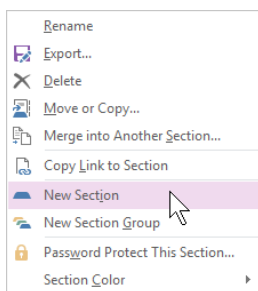 Rename
Export...
Delete
Move or Copy...
Merge into Another Section...
Copy Link to Section
New Section
New Section Group
Password Protect This Section...
Section Color